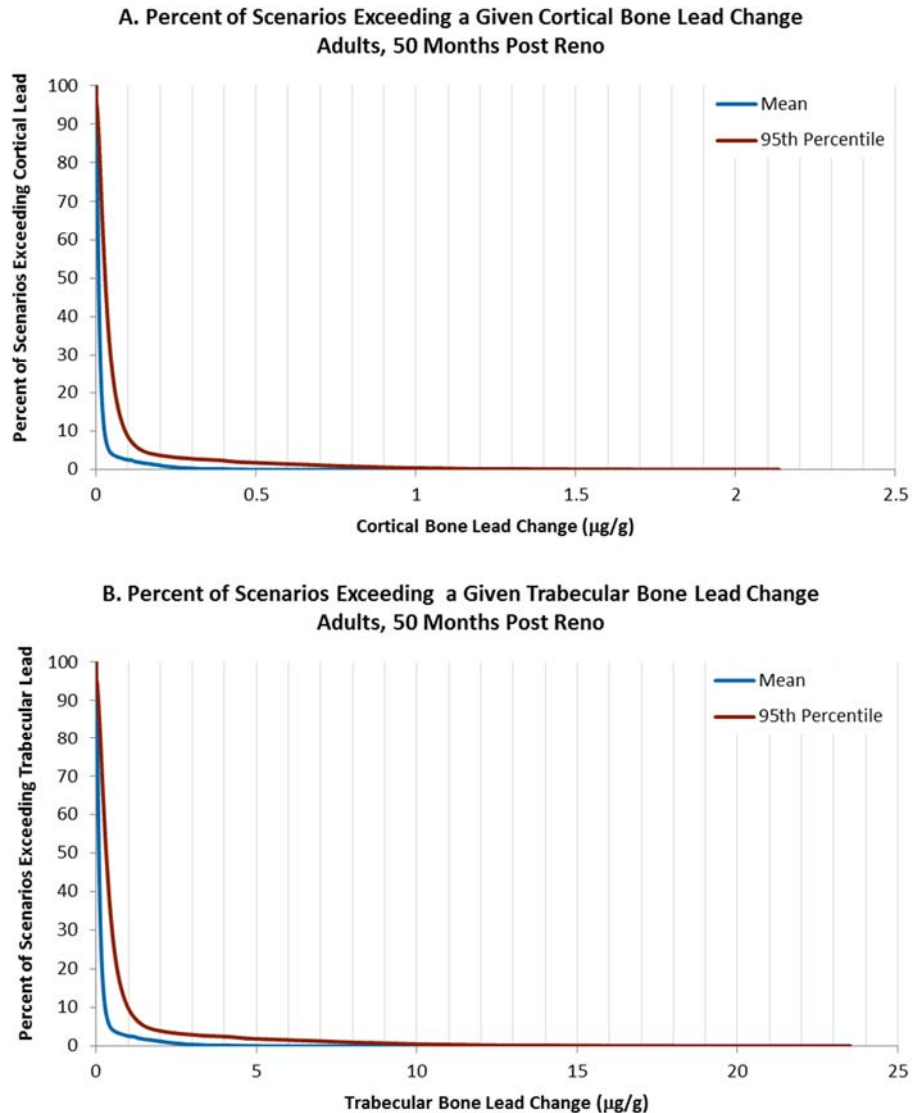 A. Percent of Scenarios Exceeding a Given Cortical Bone Lead Change
Adults, 50 Months Post Reno
Percent of Scenarios Exceeding Cortical Lead
100
90
80
70
60
50
40
30
20
10
0
Mean
95th Percentile
0 0.5 1 1.5 2 2.5
Cortical Bone Lead Change (µg/g)
B. Percent of Scenarios Exceeding a Given Trabecular Bone Lead Change
Adults, 50 Months Post Reno
Percent of Scenarios Exceeding Trabecular Lead
100
90
80
70
60
50
40
30
20
10
0
Mean
95th Percentile
0 5 10 15 20 25
Trabecular Bone Lead Change (µg/g)